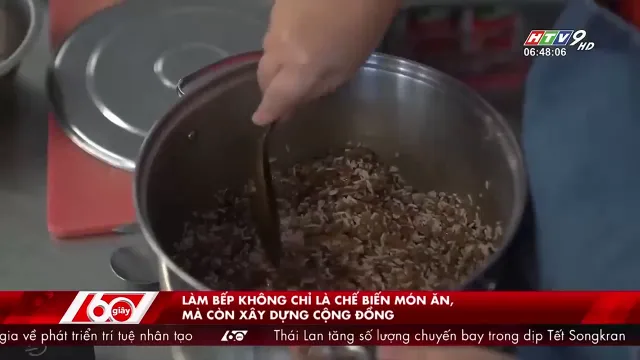 HTV9 HD
06:48:06
60 giây
LÀM BẾP KHÔNG CHỈ LÀ CHẾ BIẾN MÓN ĂN,
MÀ CÒN XÂY DỰNG CỘNG ĐỒNG
60 giây
gia về phát triển trí tuệ nhân tạo 60 Thái Lan tăng số lượng chuyến bay trong dịp Tết Songkran